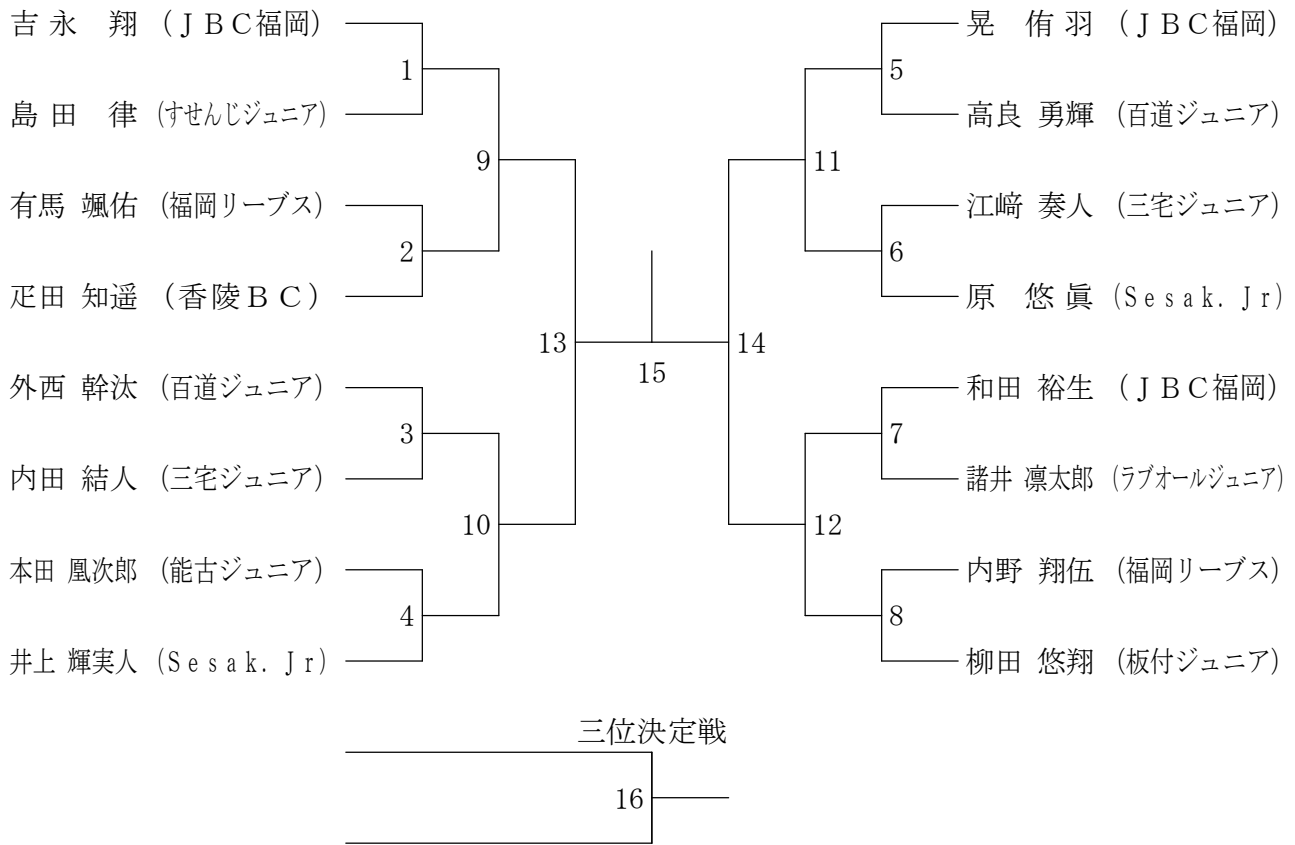 吉永 翔 (ＪＢＣ福岡)
1
島田 律 (すせんじジュニア)
9
有馬 颯佑 (福岡リーブス)
2
疋田 知遥 (香陵ＢＣ)
13
外西 幹汰 (百道ジュニア)
3
内田 結人 (三宅ジュニア)
10
本田 凰次郎 (能古ジュニア)
4
井上 輝実人 (Sesak. Jr)
15
晃 侑羽 (ＪＢＣ福岡)
5
高良 勇輝 (百道ジュニア)
11
江﨑 奏人 (三宅ジュニア)
6
原 悠眞 (Sesak. Jr)
14
和田 裕生 (ＪＢＣ福岡)
7
諸井 凛太郎 (ラブオールジュニア)
12
内野 翔伍 (福岡リーブス)
8
柳田 悠翔 (板付ジュニア)
三位決定戦
16